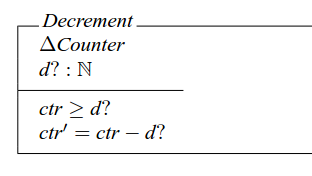 Decrement
ΔCounter
d? : ℕ
ctr ≥ d?
ctr′ = ctr – d?